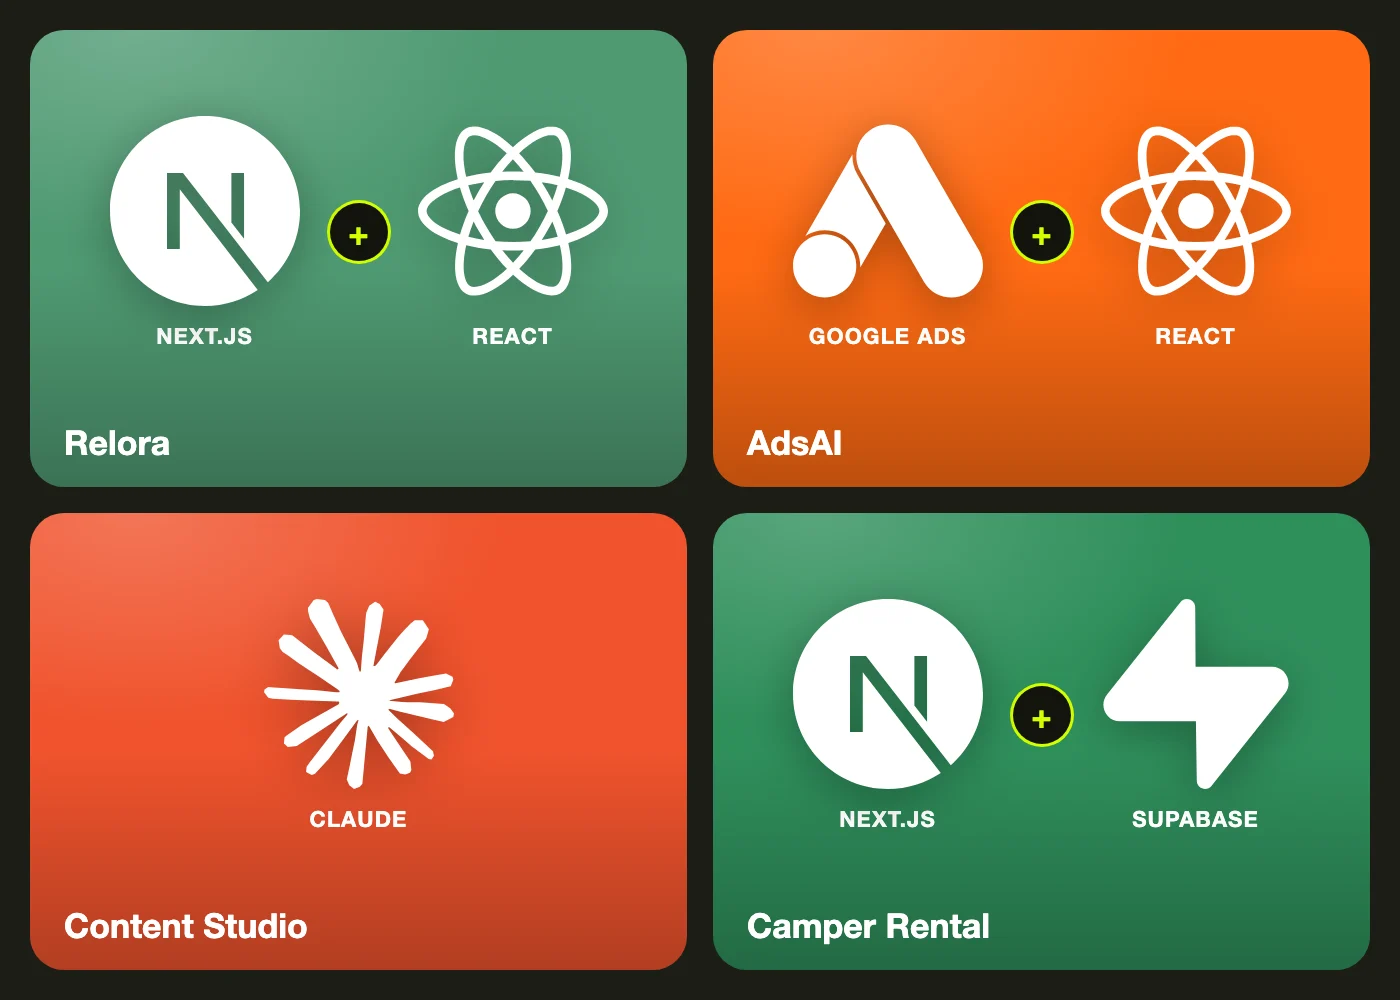 N
+
NEXT.JS
REACT
Relora
+
GOOGLE ADS
REACT
AdsAI
CLAUDE
Content Studio
N
+
NEXT.JS
SUPABASE
Camper Rental